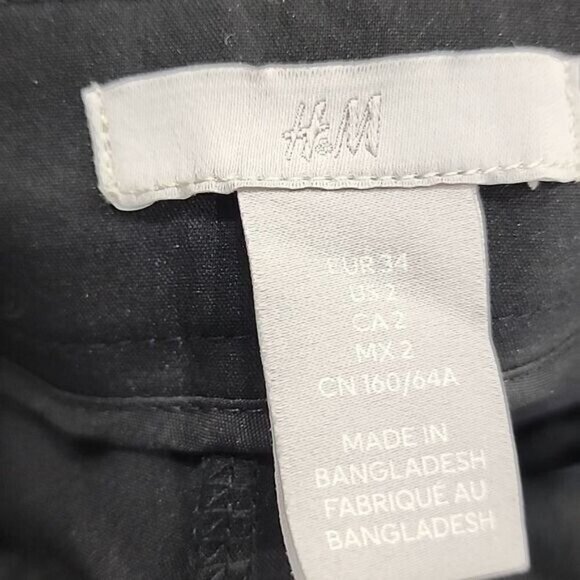 H&M
EUR 34
US 2
CA 2
MX 2
CN 160/64A
MADE IN
BANGLADESH
FABRIQUÉ AU
BANGLADESH